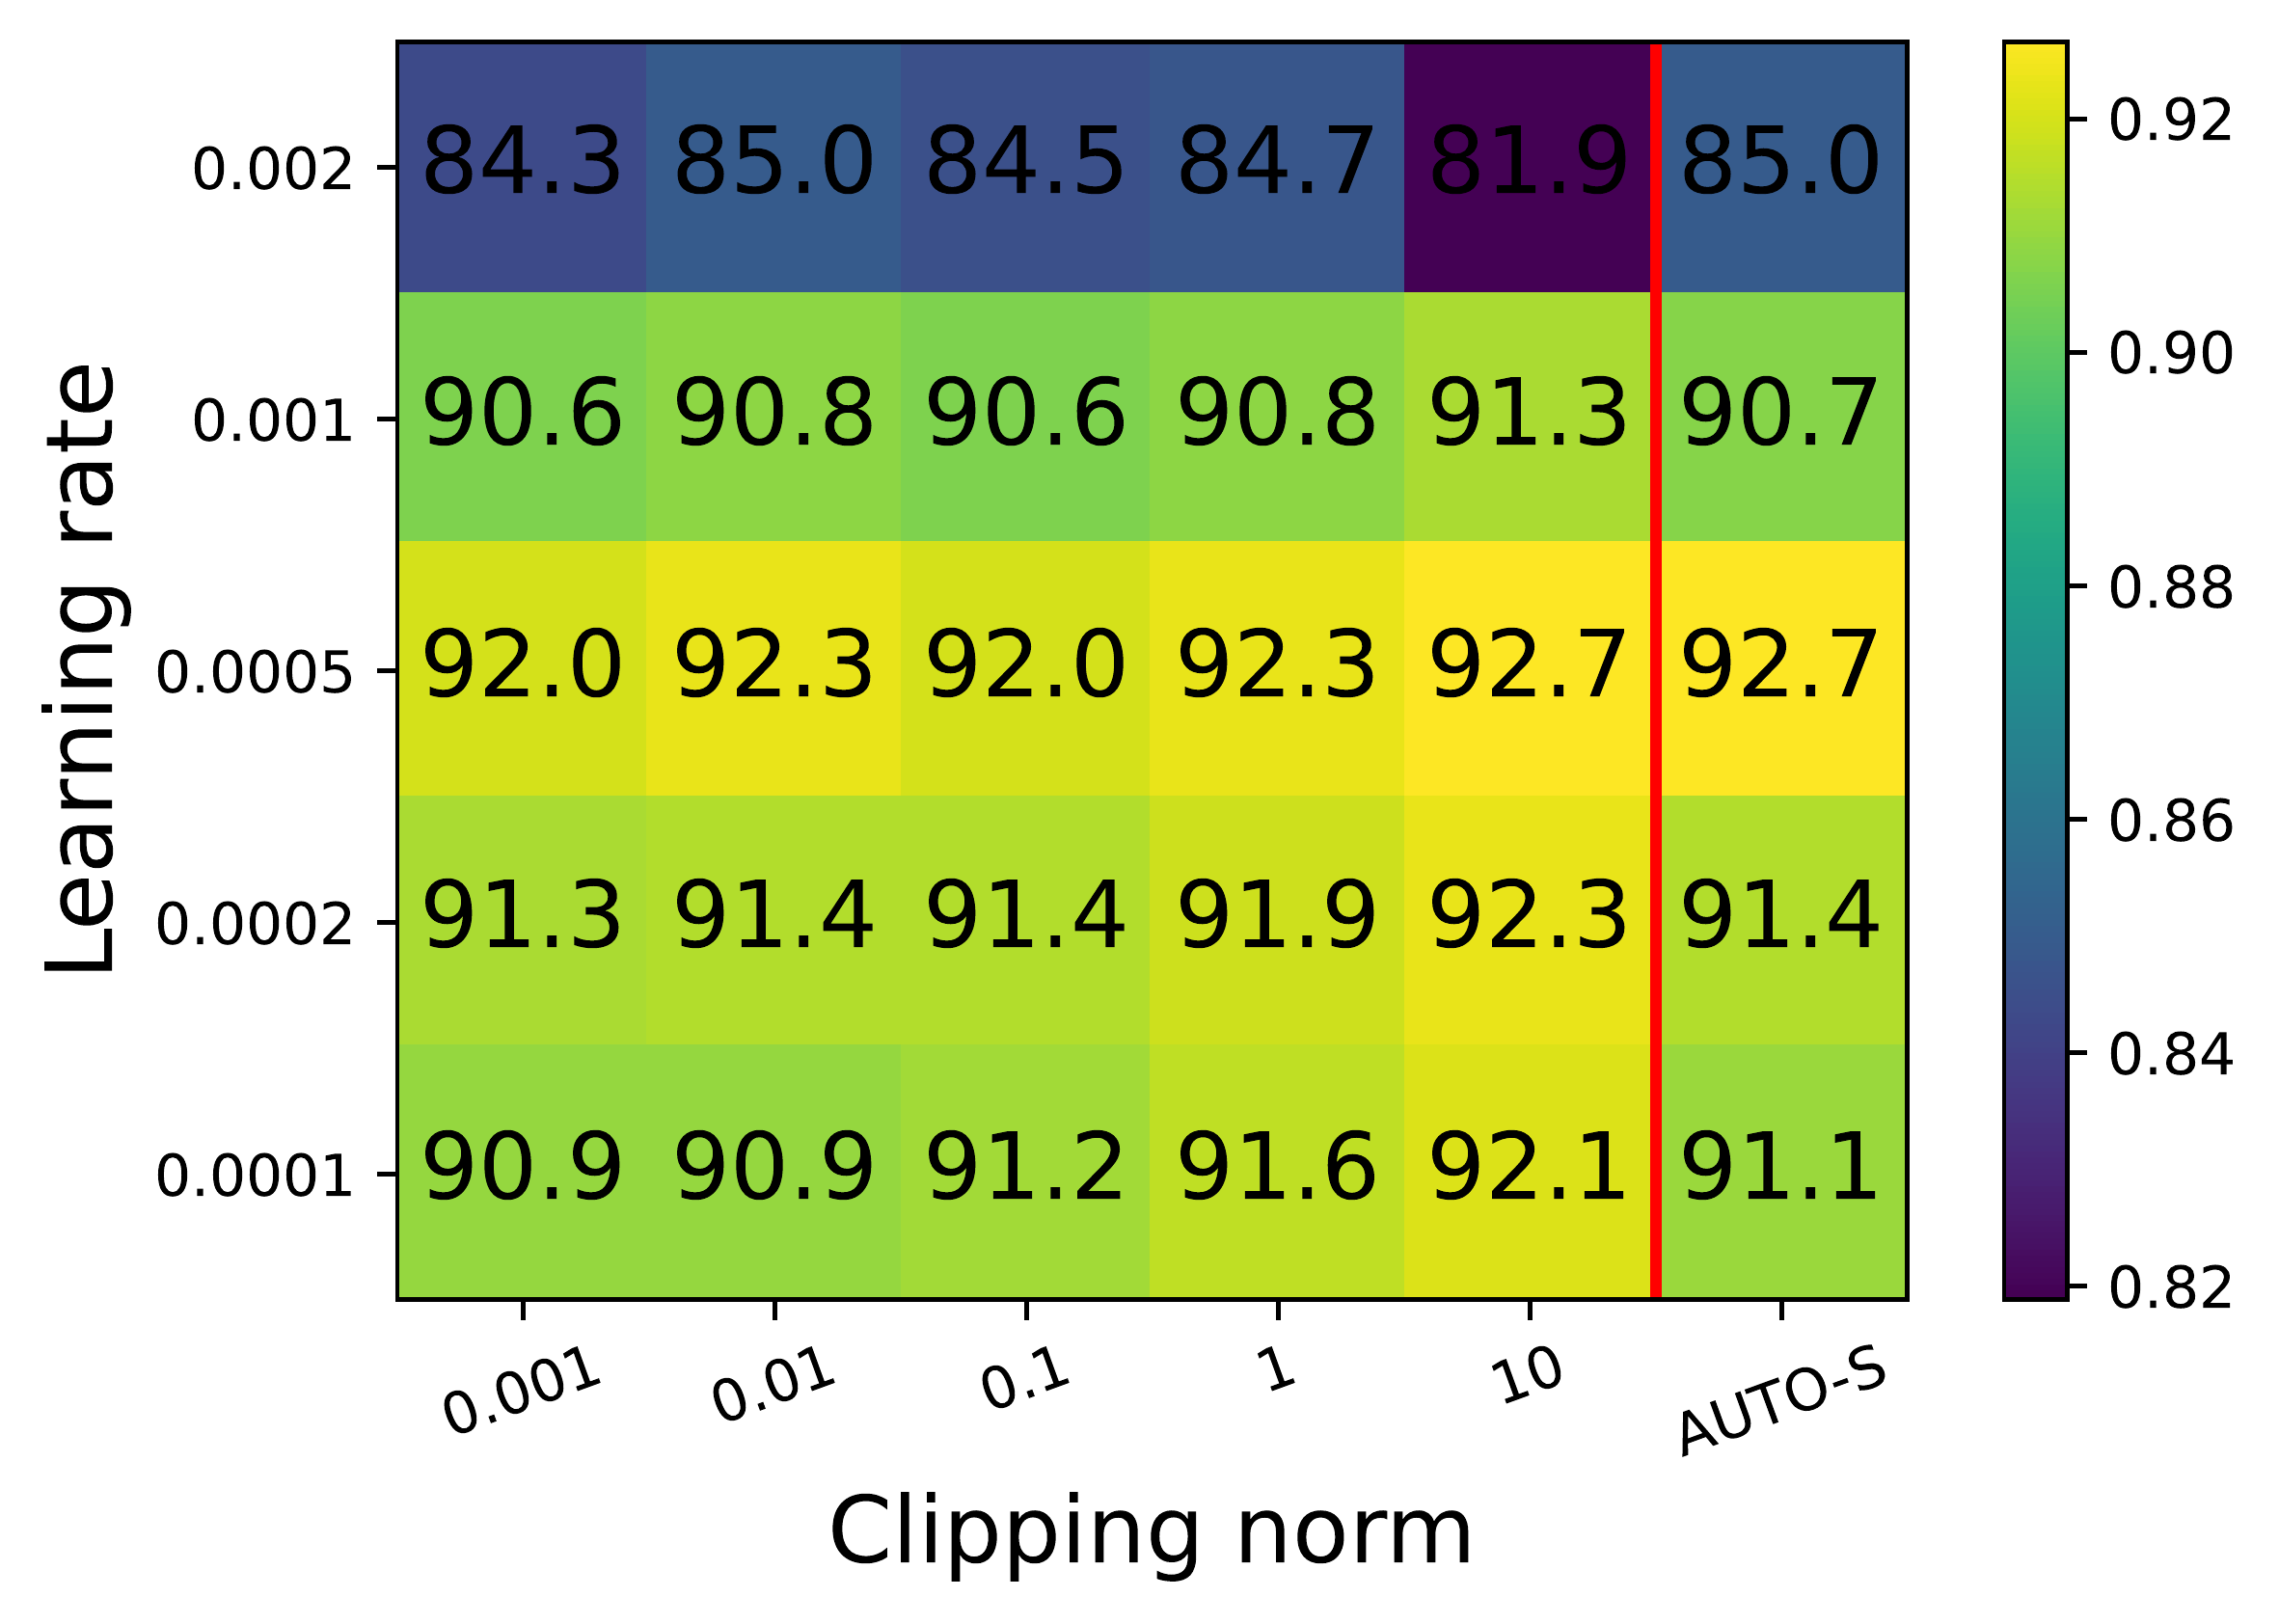 Learning rate
0.002 84.3 85.0 84.5 84.7 81.9 85.0
0.001 90.6 90.8 90.6 90.8 91.3 90.7
0.0005 92.0 92.3 92.0 92.3 92.7 92.7
0.0002 91.3 91.4 91.4 91.9 92.3 91.4
0.0001 90.9 90.9 91.2 91.6 92.1 91.1
0.001 0.01 0.1 1 10 AUTO-S
Clipping norm
0.92
0.90
0.88
0.86
0.84
0.82